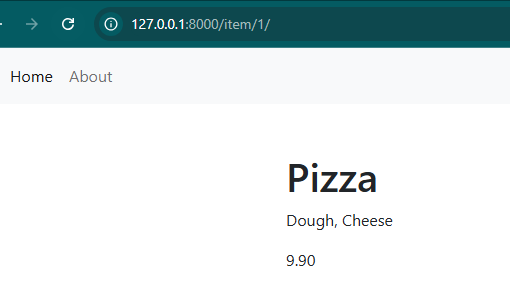 127.0.0.1:8000/item/1/
Home About
Pizza
Dough, Cheese
9.90